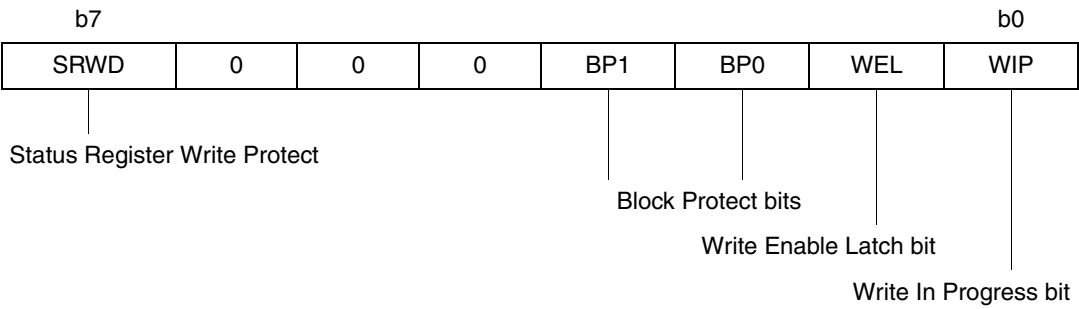 b7 b0
SRWD 0 0 0 BP1 BP0 WEL WIP
Status Register Write Protect
Block Protect bits
Write Enable Latch bit
Write In Progress bit